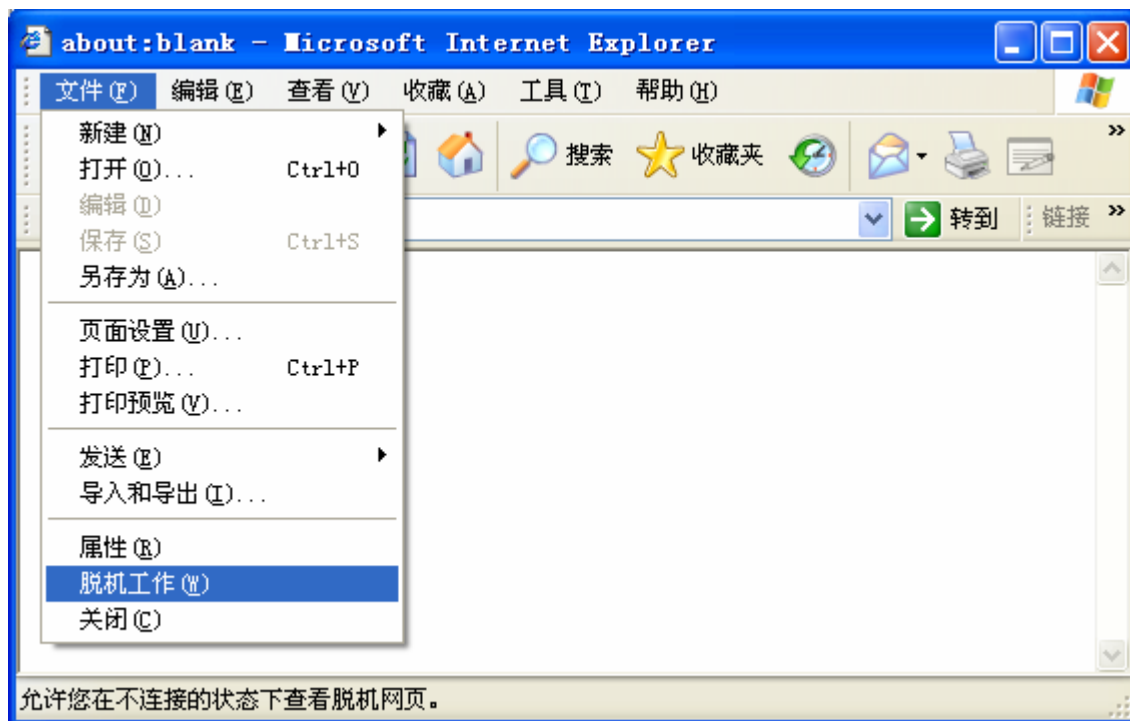 about:blank - Microsoft Internet Explorer
文件(F) 编辑(E) 查看(V) 收藏(A) 工具(T) 帮助(H)
搜索 收藏夹
转到 链接
新建(N)
打开(O)... Ctrl+O
编辑(D)
保存(S) Ctrl+S
另存为(A)...
页面设置(U)...
打印(P)... Ctrl+P
打印预览(V)...
发送(E)
导入和导出(I)...
属性(R)
脱机工作(W)
关闭(C)
允许您在不连接的状态下查看脱机网页。